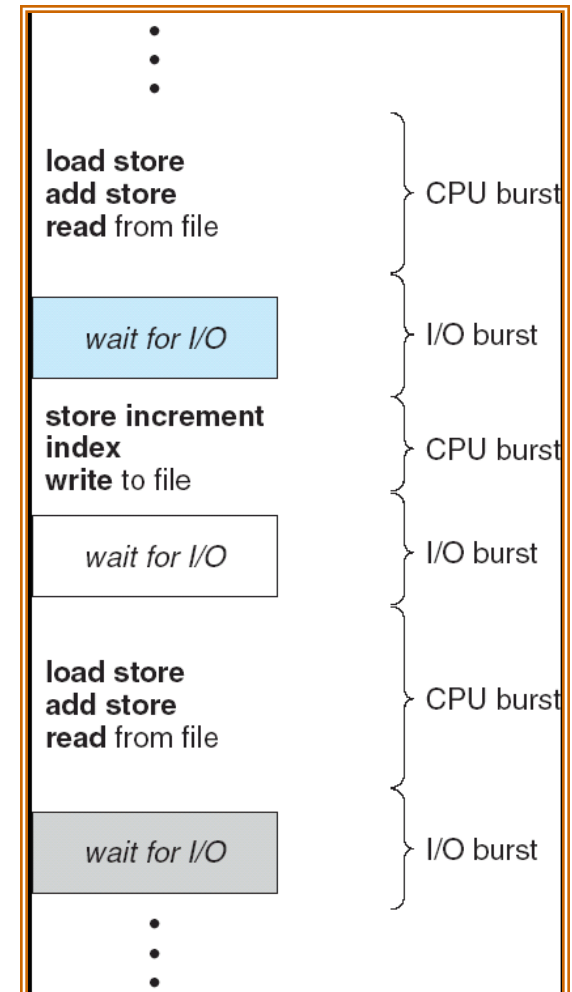 load store
add store
read from file
CPU burst
wait for I/O
I/O burst
store increment
index
write to file
CPU burst
wait for I/O
I/O burst
load store
add store
read from file
CPU burst
wait for I/O
I/O burst